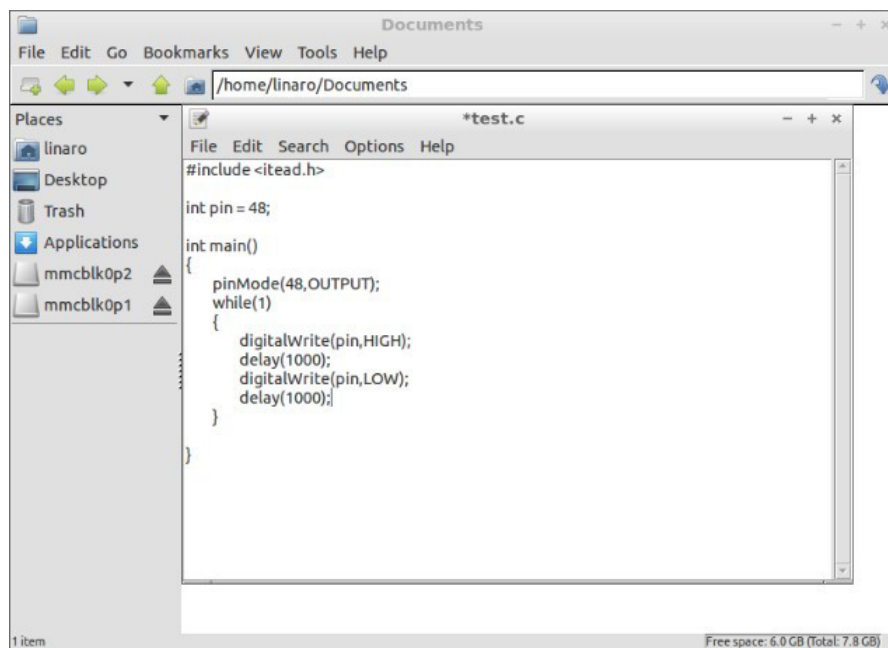 Documents
File Edit Go Bookmarks View Tools Help
/home/linaro/Documents
Places
linaro
Desktop
Trash
Applications
mmcblk0p2
mmcblk0p1
*test.c
File Edit Search Options Help
#include <itead.h>
int pin = 48;
int main()
{
pinMode(48,OUTPUT);
while(1)
{
digitalWrite(pin,HIGH);
delay(1000);
digitalWrite(pin,LOW);
delay(1000);
}
}
1 item
Free space: 6.0 GB (Total: 7.8 GB)